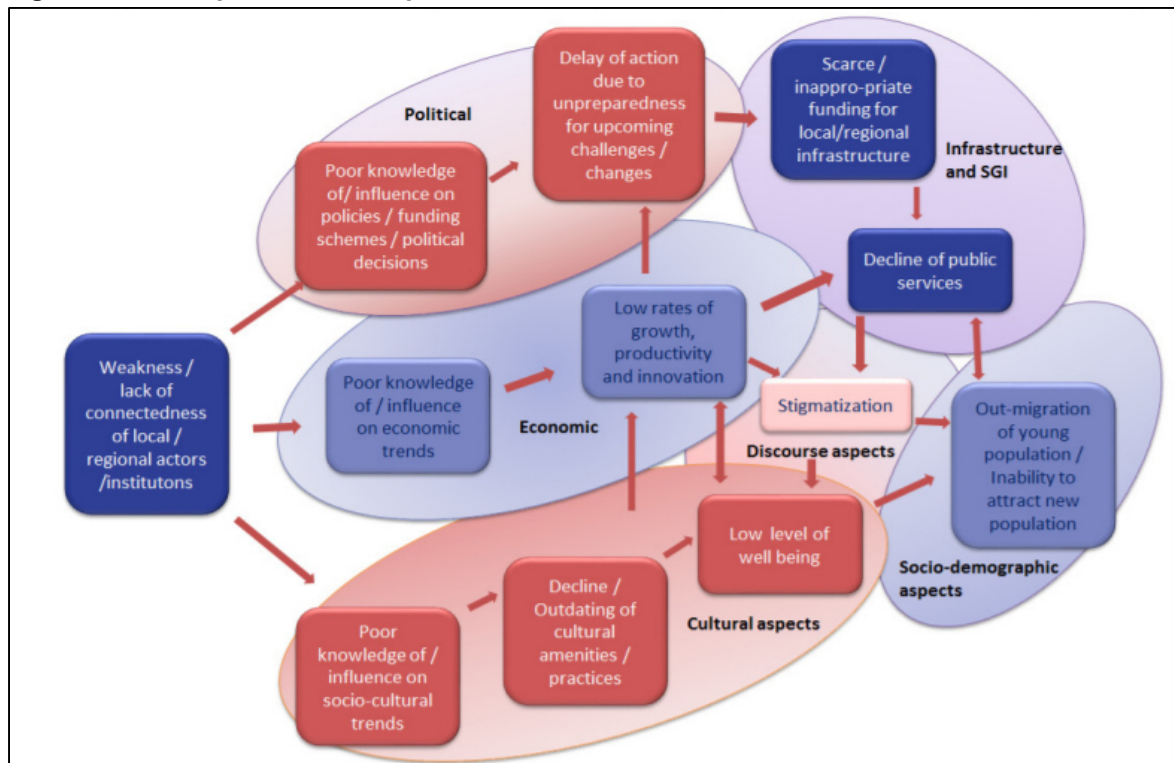 Political
Delay of action
due to
unpreparedness
for upcoming
challenges /
changes
Scarce /
inappro-priate
funding for
local/regional
infrastructure
Infrastructure
and SGI
Poor knowledge
of/ influence on
policies / funding
schemes / political
decisions
Decline of public
services
Weakness /
lack of
connectedness
of local /
regional actors
/institutons
Poor knowledge
of / influence
on economic
trends
Economic
Low rates of
growth,
productivity
and innovation
Stigmatization
Discourse aspects
Out-migration
of young
population /
Inability to
attract new
population
Socio-demographic
aspects
Low level of
well being
Cultural aspects
Decline /
Outdating of
cultural
amenities /
practices
Poor
knowledge of /
influence on
socio-cultural
trends